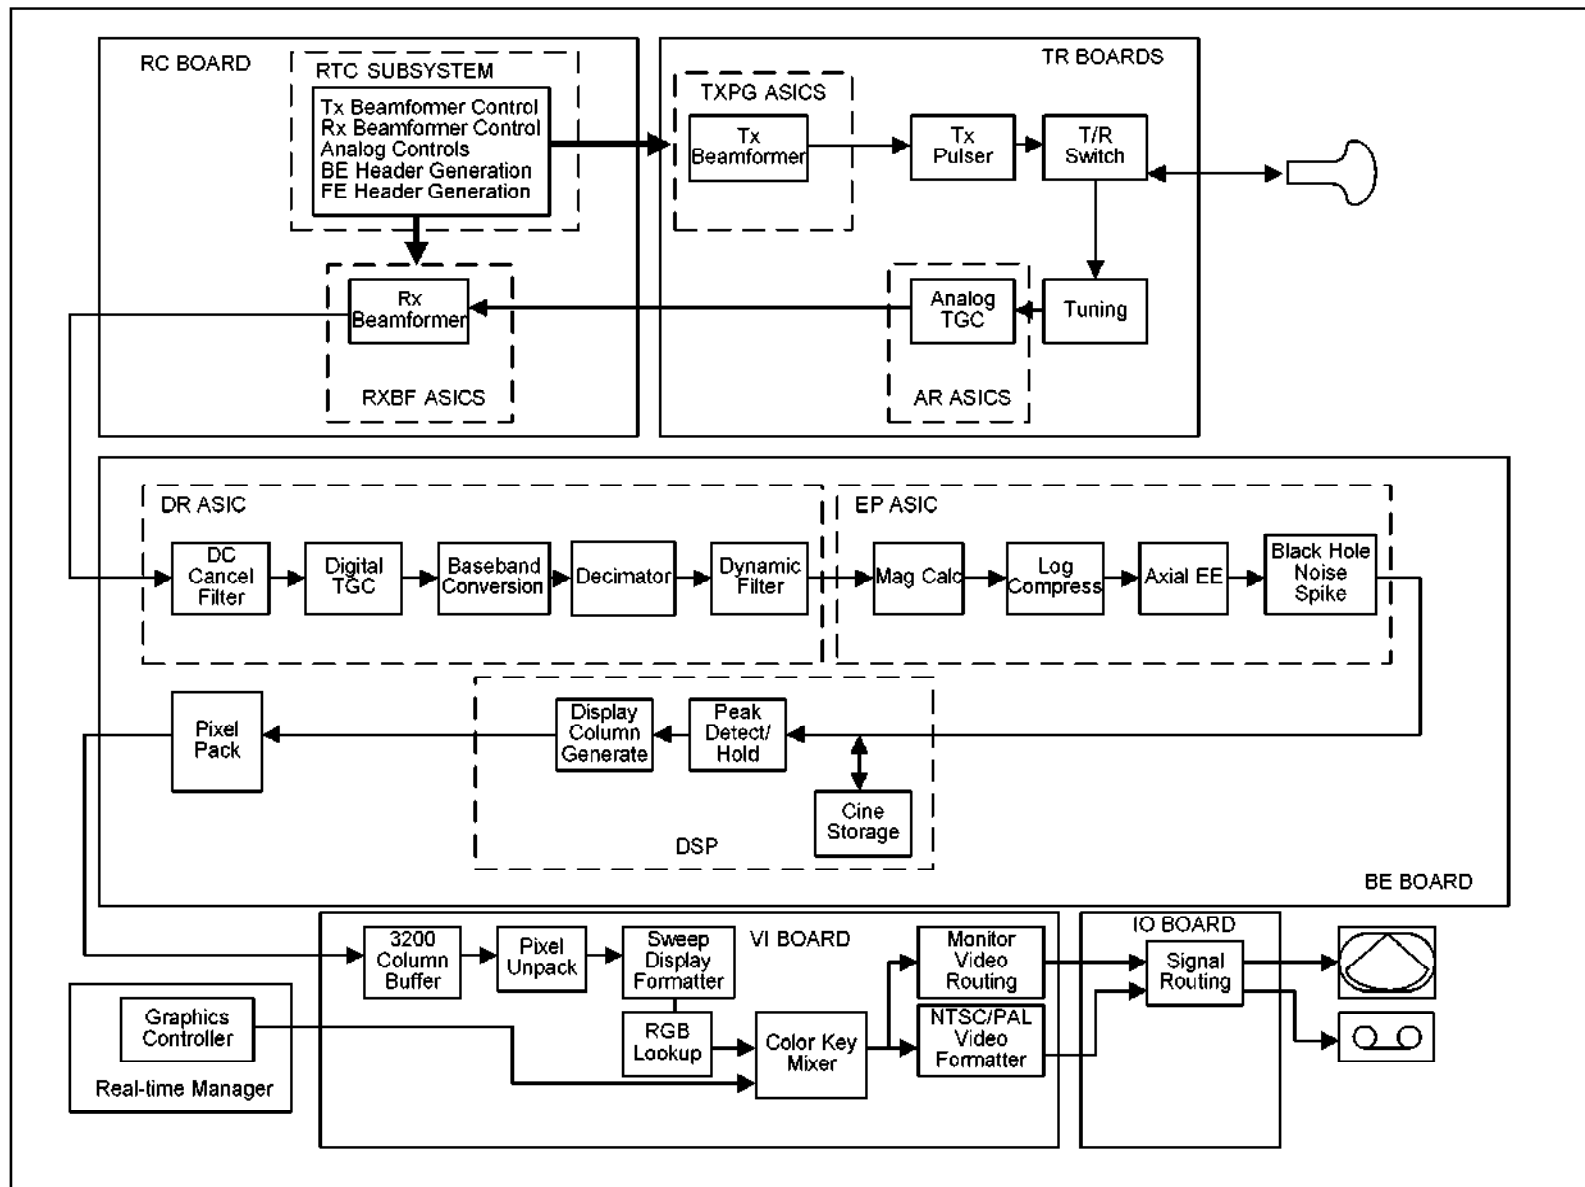 RC BOARD
RTC SUBSYSTEM
Tx Beamformer Control
Rx Beamformer Control
Analog Controls
BE Header Generation
FE Header Generation
Rx
Beamformer
RXBF ASICS
TR BOARDS
TXPG ASICS
Tx
Beamformer
Tx
Pulser
T/R
Switch
Analog
TGC
Tuning
AR ASICS
DR ASIC
DC
Cancel
Filter
Digital
TGC
Baseband
Conversion
Decimator
Dynamic
Filter
EP ASIC
Mag Calc
Log
Compress
Axial EE
Black Hole
Noise
Spike
Pixel
Pack
Display
Column
Generate
Peak
Detect/
Hold
Cine
Storage
DSP
BE BOARD
3200
Column
Buffer
Pixel
Unpack
Sweep
Display
Formatter
VI BOARD
RGB
Lookup
Color Key
Mixer
Monitor
Video
Routing
NTSC/PAL
Video
Formatter
IO BOARD
Signal
Routing
Graphics
Controller
Real-time Manager